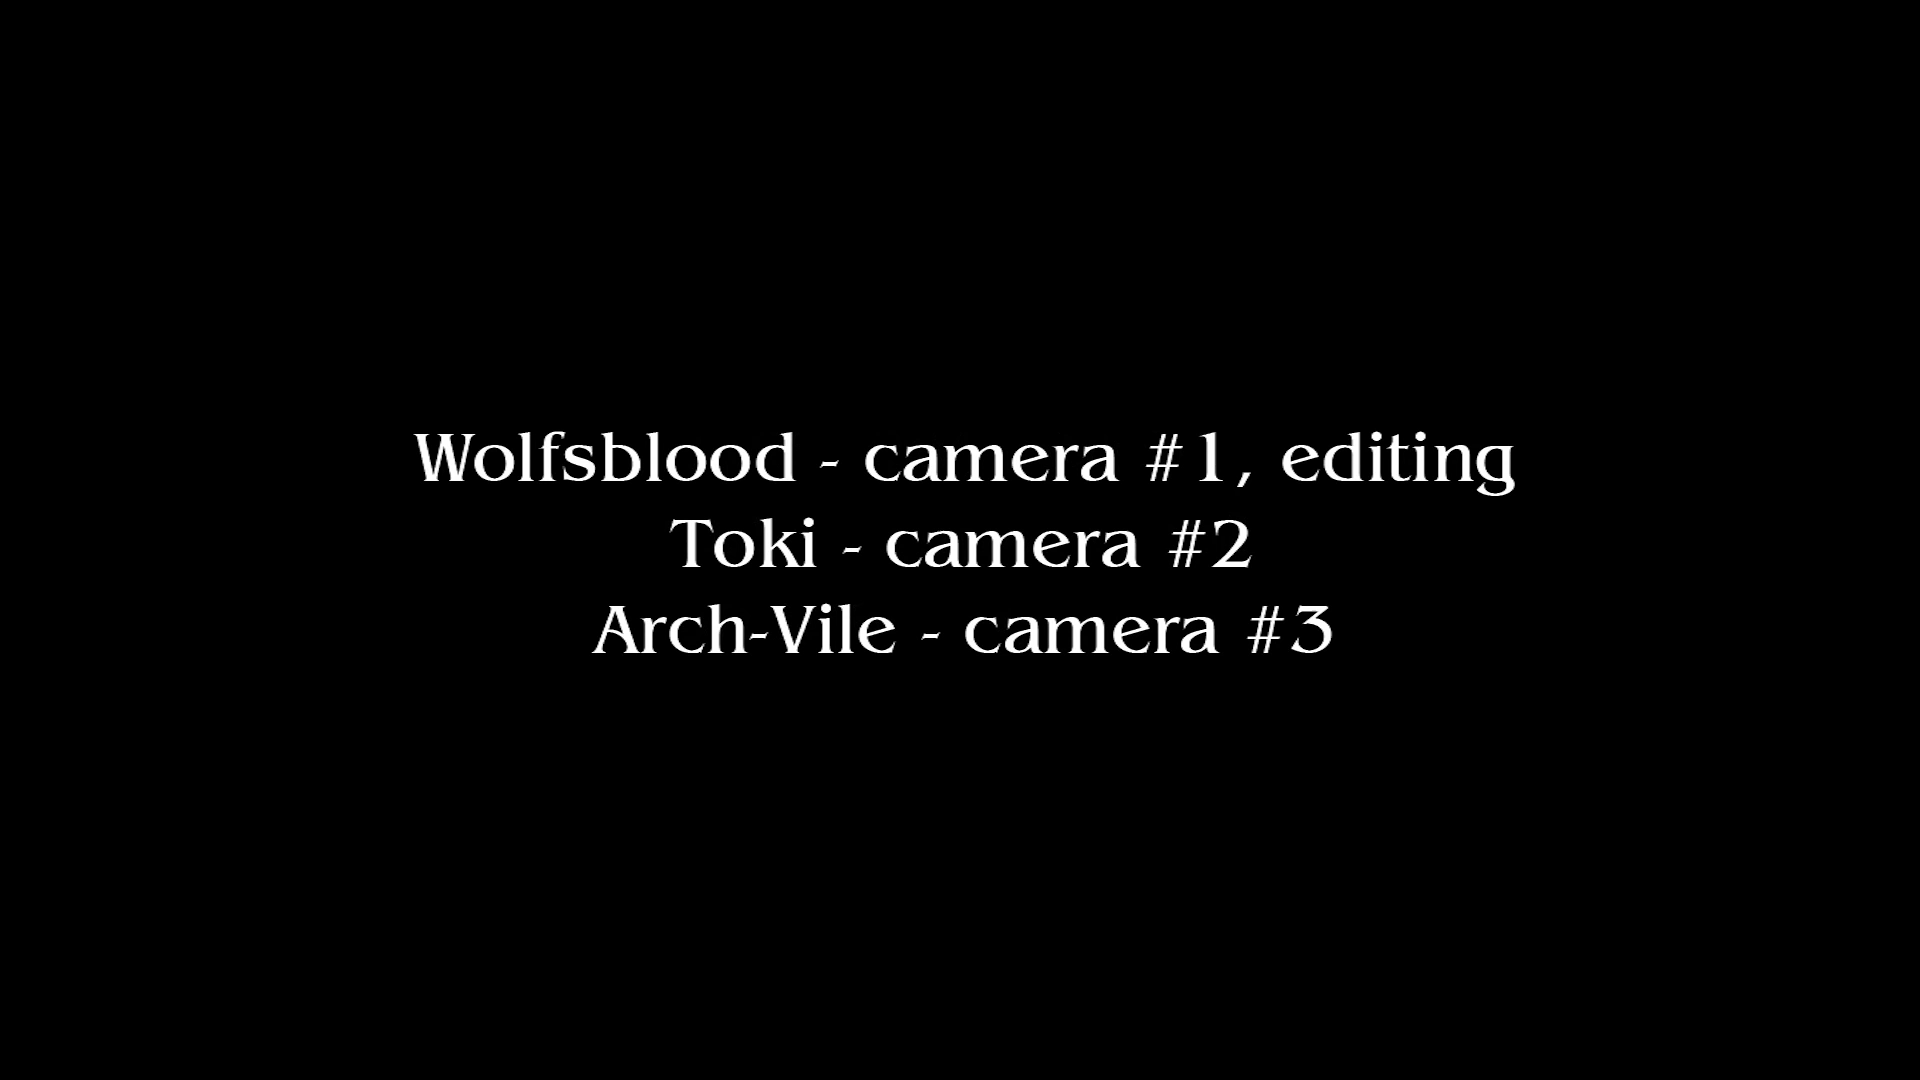 Wolfsblood - camera #1, editing
Toki - camera #2
Arch-Vile - camera #3